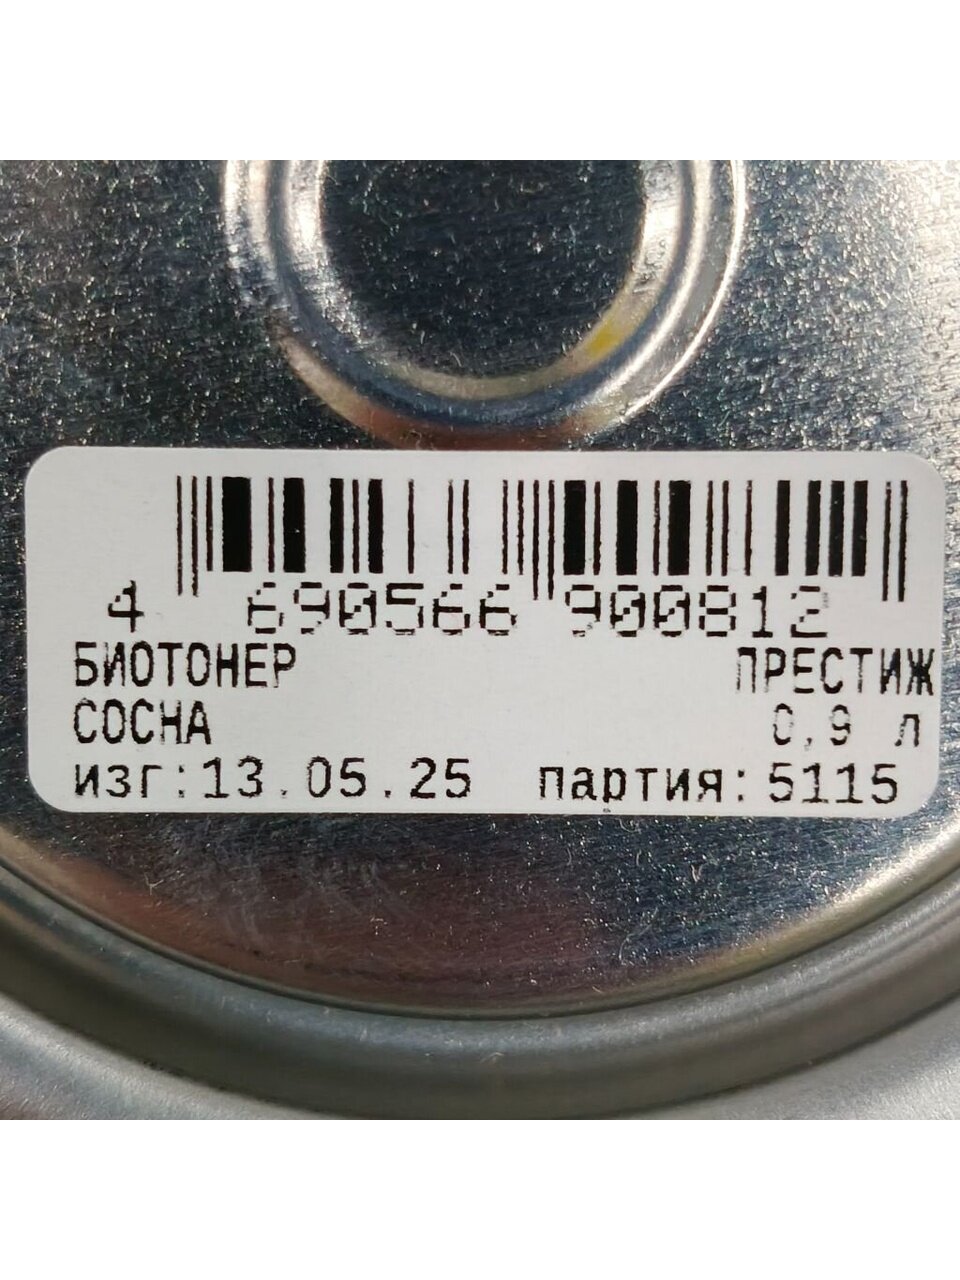 4 690566 900812
БИОТОНЕР ПРЕСТИЖ
СОСНА 0,9 л
изг:13.05.25 партия:5115